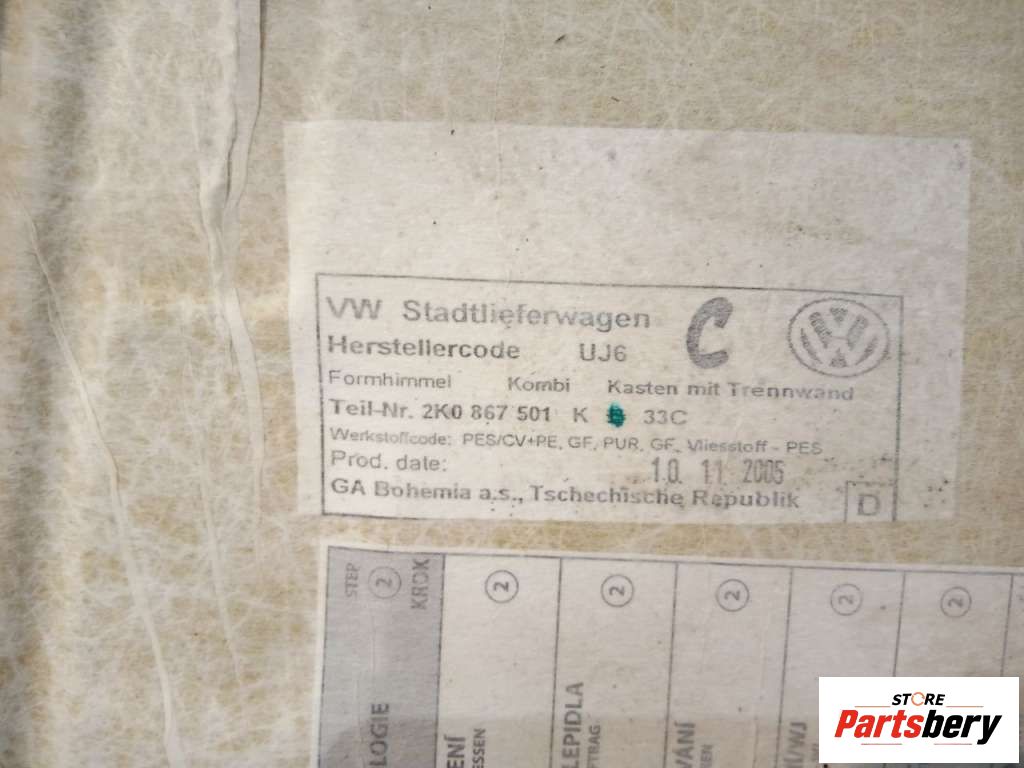 VW Stadtlieferwagen C
Herstellercode UJ6
Formhimmel Kombi Kasten mit Trennwand
Teil-Nr. 2K0 867 501 K 33C
Werkstoffcode: PES/CV+PE, GF, PUR, GF, Vliesstoff - PES
Prod. date: 10. 11. 2005
GA Bohemia a.s., Tschechische Republik D
STEP
2
KROK
2
2
2
2
2
STORE
Partsbery